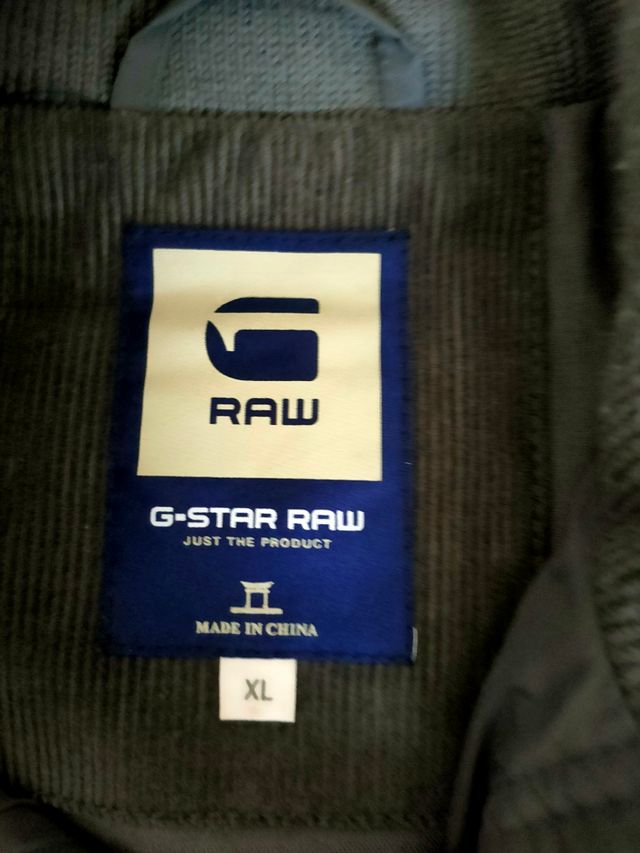 RAW
G-STAR RAW
JUST THE PRODUCT
MADE IN CHINA
XL